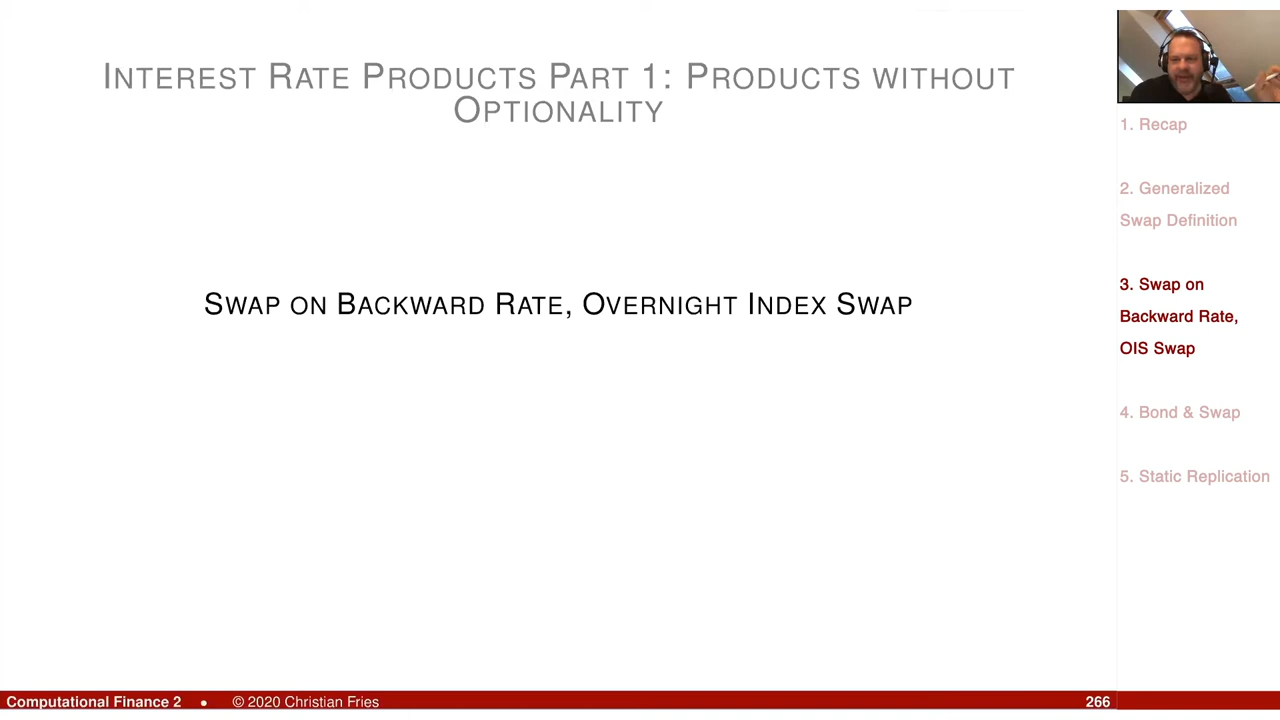 INTEREST RATE PRODUCTS PART 1: PRODUCTS WITHOUT
OPTIONALITY
SWAP ON BACKWARD RATE, OVERNIGHT INDEX SWAP
1. Recap
2. Generalized
Swap Definition
3. Swap on
Backward Rate,
OIS Swap
4. Bond & Swap
5. Static Replication
Computational Finance 2 • © 2020 Christian Fries 266